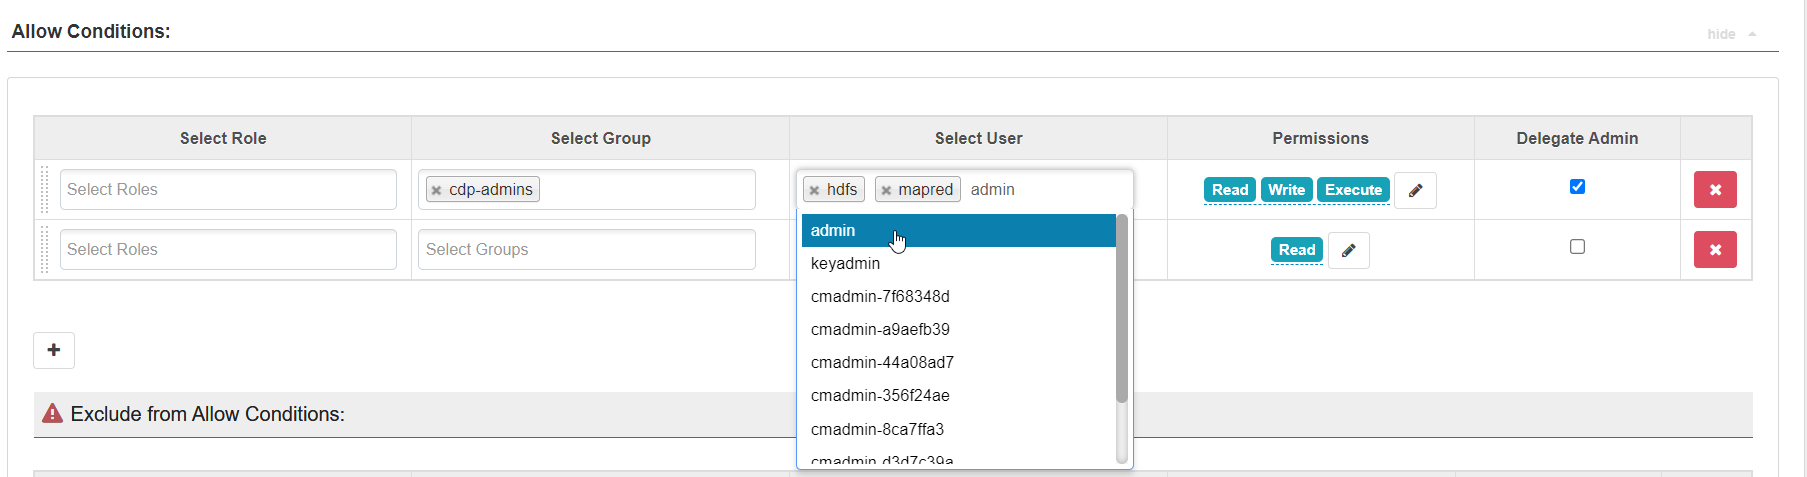 Allow Conditions:
hide
Select Role Select Group Select User Permissions Delegate Admin
Select Roles cdp-admins hdfs mapred admin Read Write Execute
admin
Select Roles Select Groups Read
keyadmin
cmadmin-7f68348d
cmadmin-a9aefb39
cmadmin-44a08ad7
cmadmin-356f24ae
Exclude from Allow Conditions:
cmadmin-8ca7ffa3
cmadmin-d3d7c39a